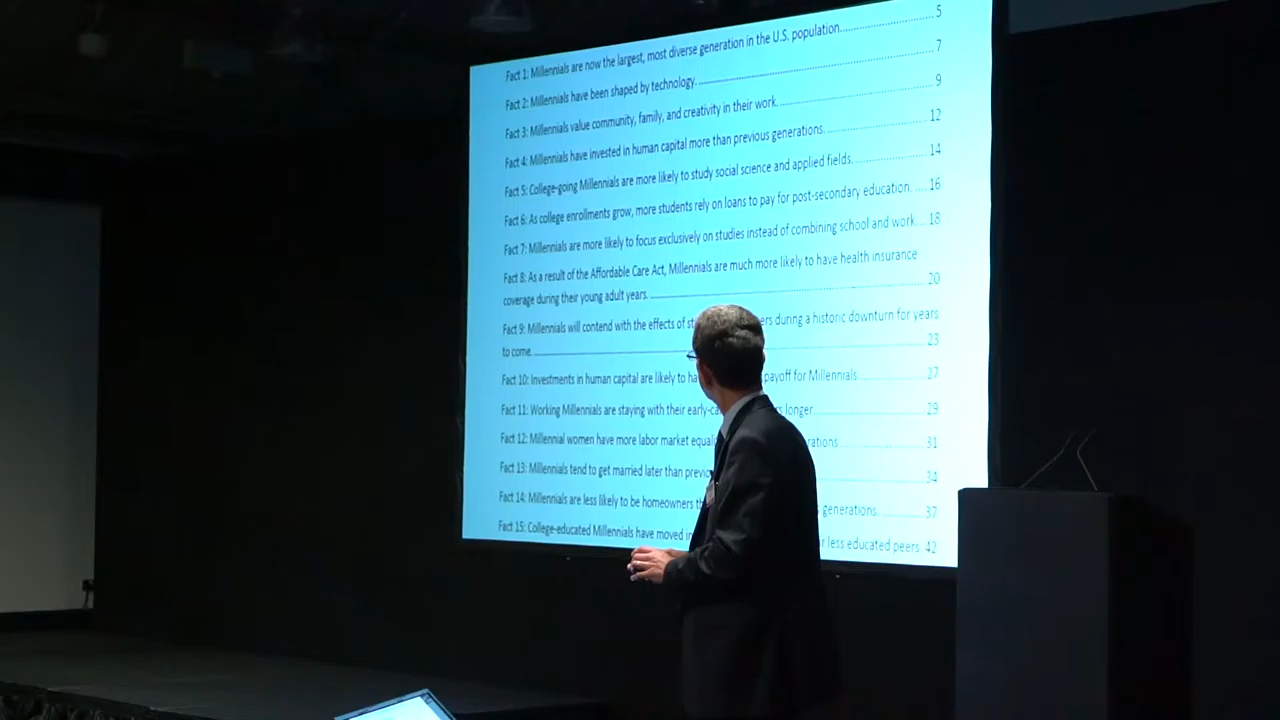 Fact 1: Millennials are now the largest, most diverse generation in the U.S. population. 5
Fact 2: Millennials have been shaped by technology. 7
Fact 3: Millennials value community, family, and creativity in their work. 9
Fact 4: Millennials have invested in human capital more than previous generations. 12
Fact 5: College-going Millennials are more likely to study social science and applied fields. 14
Fact 6: As college enrollments grow, more students rely on loans to pay for post-secondary education. 16
Fact 7: Millennials are more likely to focus exclusively on studies instead of combining school and work. 18
Fact 8: As a result of the Affordable Care Act, Millennials are much more likely to have health insurance
coverage during their young adult years. 20
Fact 9: Millennials will contend with the effects of during a historic downturn for years
to come. 23
Fact 10: Investments in human capital are likely to payoff for Millennials 27
Fact 11: Working Millennials are staying with their longer 29
Fact 12: Millennial women have more labor market 31
Fact 13: Millennials tend to get married later than 34
Fact 14: Millennials are less likely to be homeowners generations. 37
Fact 15: College-educated Millennials have moved less educated peers. 42